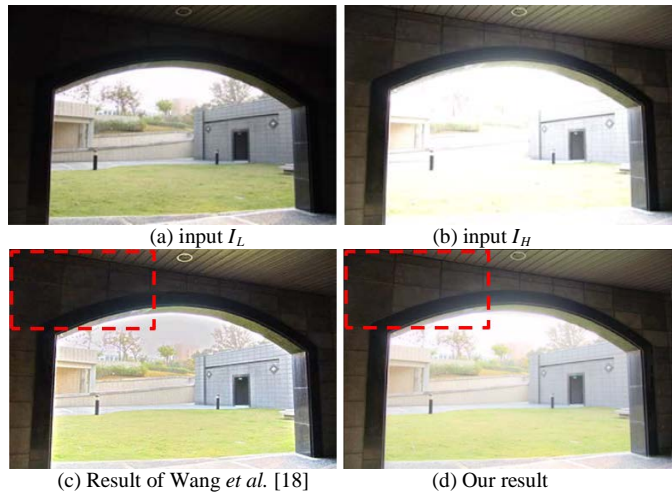 (a) input I_L
(b) input I_H
(c) Result of Wang et al. [18]
(d) Our result